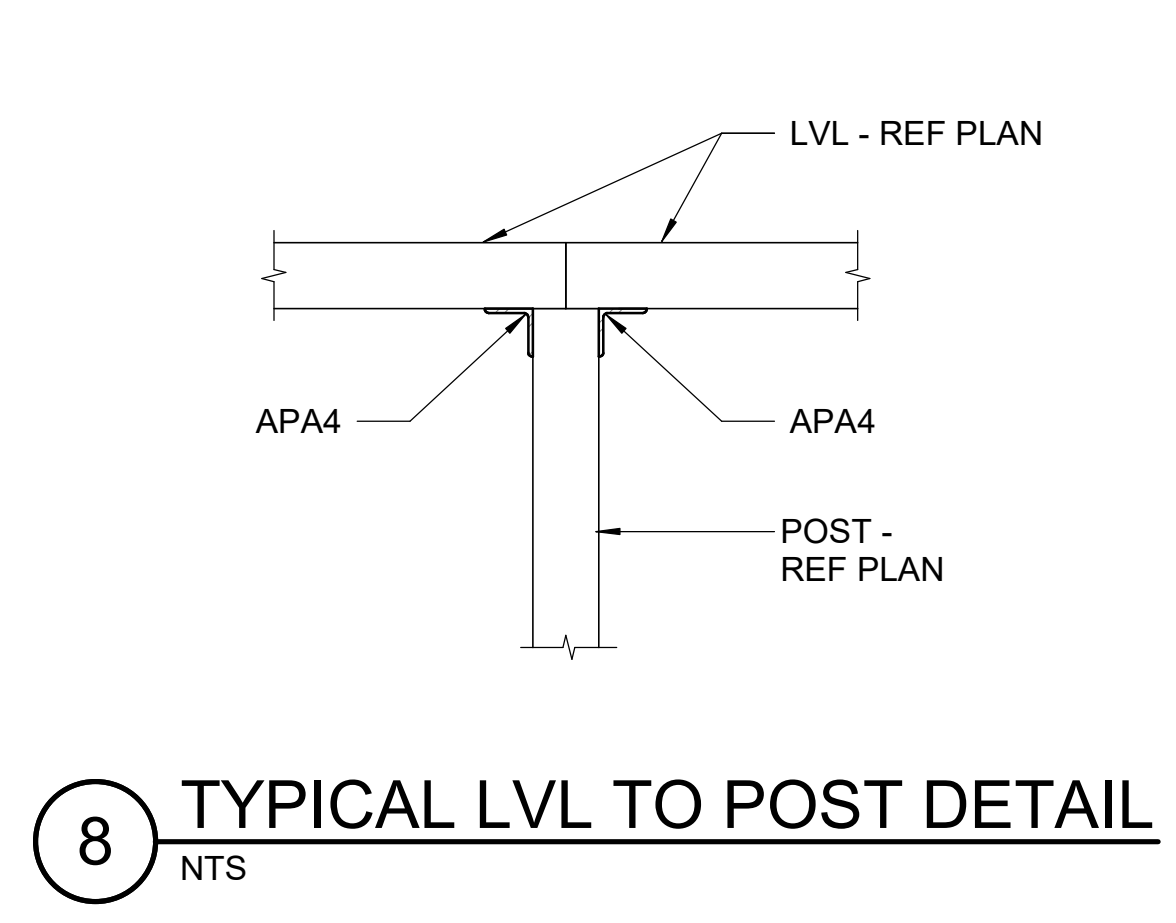 LVL - REF PLAN
APA4
APA4
POST -
REF PLAN
8
TYPICAL LVL TO POST DETAIL
NTS